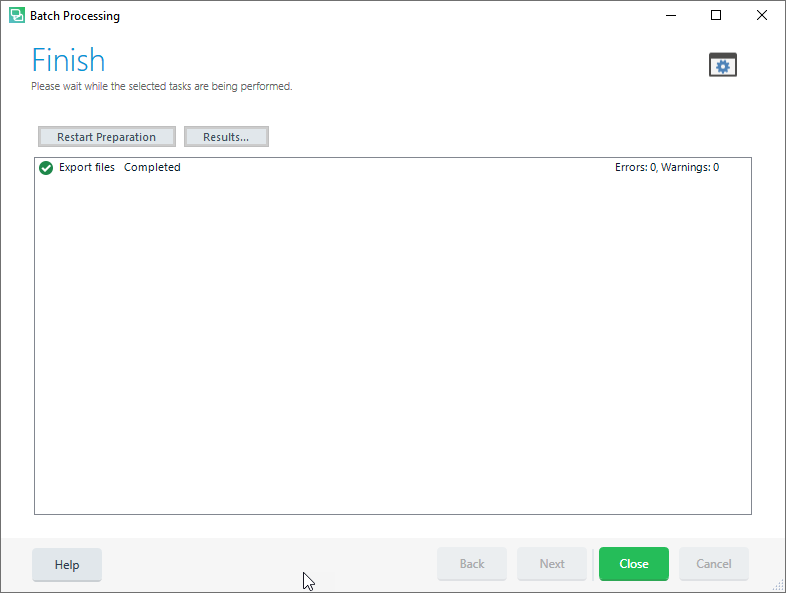 Batch Processing
Finish
Please wait while the selected tasks are being performed.
Restart Preparation Results...
Export files Completed Errors: 0, Warnings: 0
Help Back Next Close Cancel